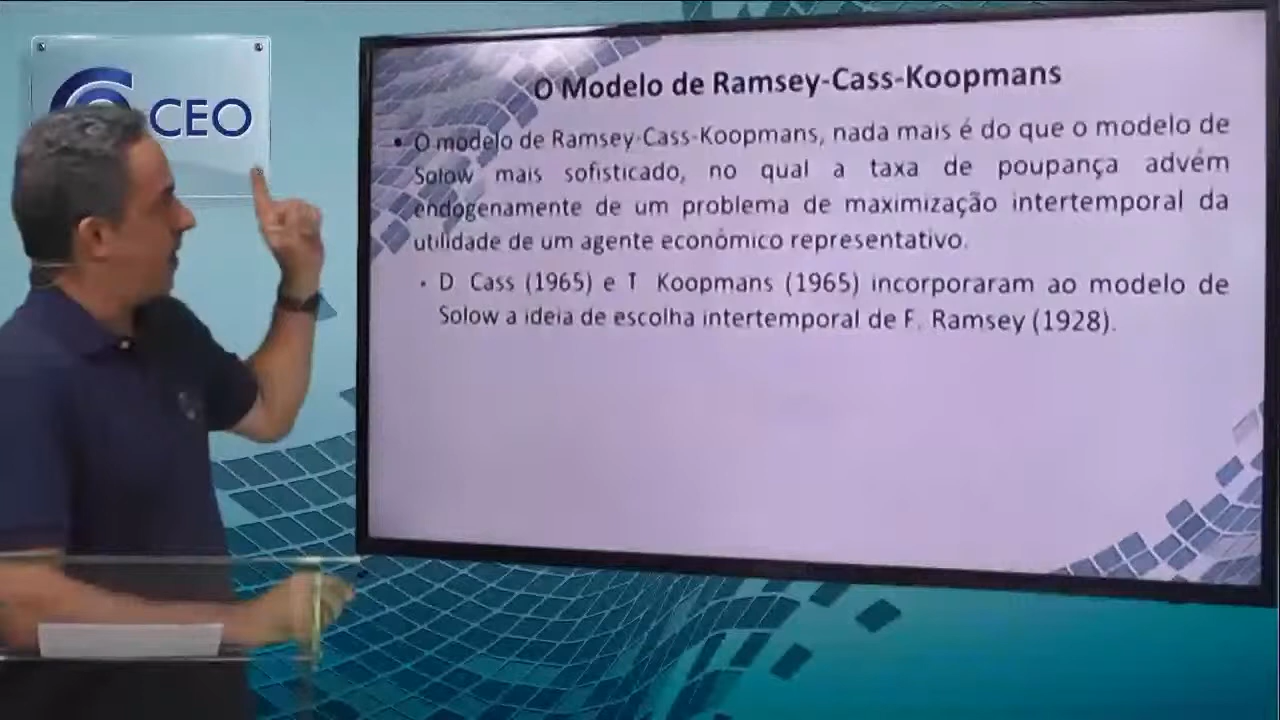 CEO
O Modelo de Ramsey-Cass-Koopmans
• O modelo de Ramsey-Cass-Koopmans, nada mais é do que o modelo de
Solow mais sofisticado, no qual a taxa de poupança advém
endogenamente de um problema de maximização intertemporal da
utilidade de um agente econômico representativo.
• D. Cass (1965) e T. Koopmans (1965) incorporaram ao modelo de
Solow a ideia de escolha intertemporal de F. Ramsey (1928).